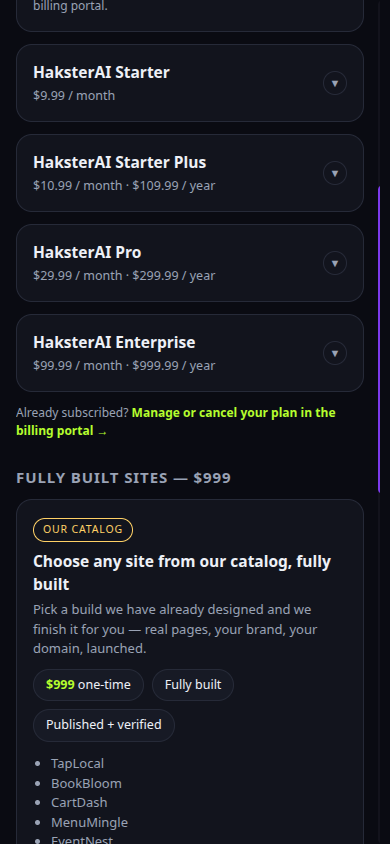 billing portal.
HaksterAI Starter
$9.99 / month
HaksterAI Starter Plus
$10.99 / month · $109.99 / year
HaksterAI Pro
$29.99 / month · $299.99 / year
HaksterAI Enterprise
$99.99 / month · $999.99 / year
Already subscribed? Manage or cancel your plan in the
billing portal →
FULLY BUILT SITES — $999
OUR CATALOG
Choose any site from our catalog, fully
built
Pick a build we have already designed and we
finish it for you — real pages, your brand, your
domain, launched.
$999 one-time
Fully built
Published + verified
TapLocal
BookBloom
CartDash
MenuMingle
EventNest